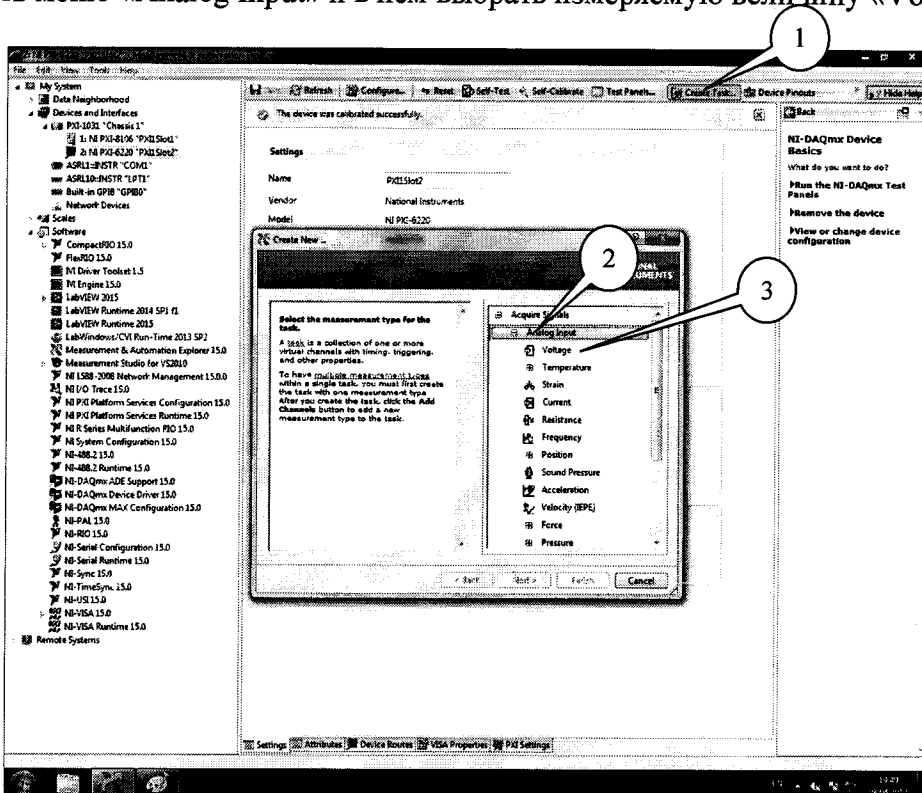 меню «Analog Input» и в нем выбрать измеряемую величину «Vo
1
File Edit View Tools Help
My System
Data Neighborhood
Devices and Interfaces
PXI-1031 "Chassis 1"
1: NI PXI-8106 "PXI1Slot1"
2: NI PXI-6220 "PXI1Slot2"
ASRL1::INSTR "COM1"
ASRL10::INSTR "LPT1"
Built-in GPIB "GPIB0"
Network Devices
Scales
Software
CompactRIO 15.0
FlexRIO 15.0
IVI Driver Toolset 1.5
IVI Engine 15.0
LabVIEW 2015
LabVIEW Runtime 2014 SP1 f1
LabVIEW Runtime 2015
LabWindows/CVI Run-Time 2013 SP2
Measurement & Automation Explorer 15.0
Measurement Studio for VS2010
NI 1588-2008 Network Management 15.0.0
NI I/O Trace 15.0
NI PXI Platform Services Configuration 15.0
NI PXI Platform Services Runtime 15.0
NI R Series Multifunction RIO 15.0
NI System Configuration 15.0
NI-488.2 15.0
NI-488.2 Runtime 15.0
NI-DAQmx ADE Support 15.0
NI-DAQmx Device Driver 15.0
NI-DAQmx MAX Configuration 15.0
NI-PAL 15.0
NI-RIO 15.0
NI-Serial Configuration 15.0
NI-Serial Runtime 15.0
NI-Sync 15.0
NI-TimeSync 15.0
NI-USI 15.0
NI-VISA 15.0
NI-VISA Runtime 15.0
Remote Systems
Refresh Configure... Reset Self-Test Self-Calibrate Test Panels... Create Task... Device Pinouts Hide Help
The device was calibrated successfully.
Settings
Name PXI1Slot2
Vendor National Instruments
Model NI PXI-6220
Create New ...
2
3
Select the measurement type for the
task.
A task is a collection of one or more
virtual channels with timing, triggering,
and other properties.
To have multiple measurement types
within a single task, you must first create
the task with one measurement type.
After you create the task, click the Add
Channels button to add a new
measurement type to the task.
Acquire Signals
Analog Input
Voltage
Temperature
Strain
Current
Resistance
Frequency
Position
Sound Pressure
Acceleration
Velocity (IEPE)
Force
Pressure
< Back Next > Finish Cancel
Back
NI-DAQmx Device
Basics
What do you want to do?
Run the NI-DAQmx Test
Panels
Remove the device
View or change device
configuration
Settings Attributes Device Routes VISA Properties PXI Settings